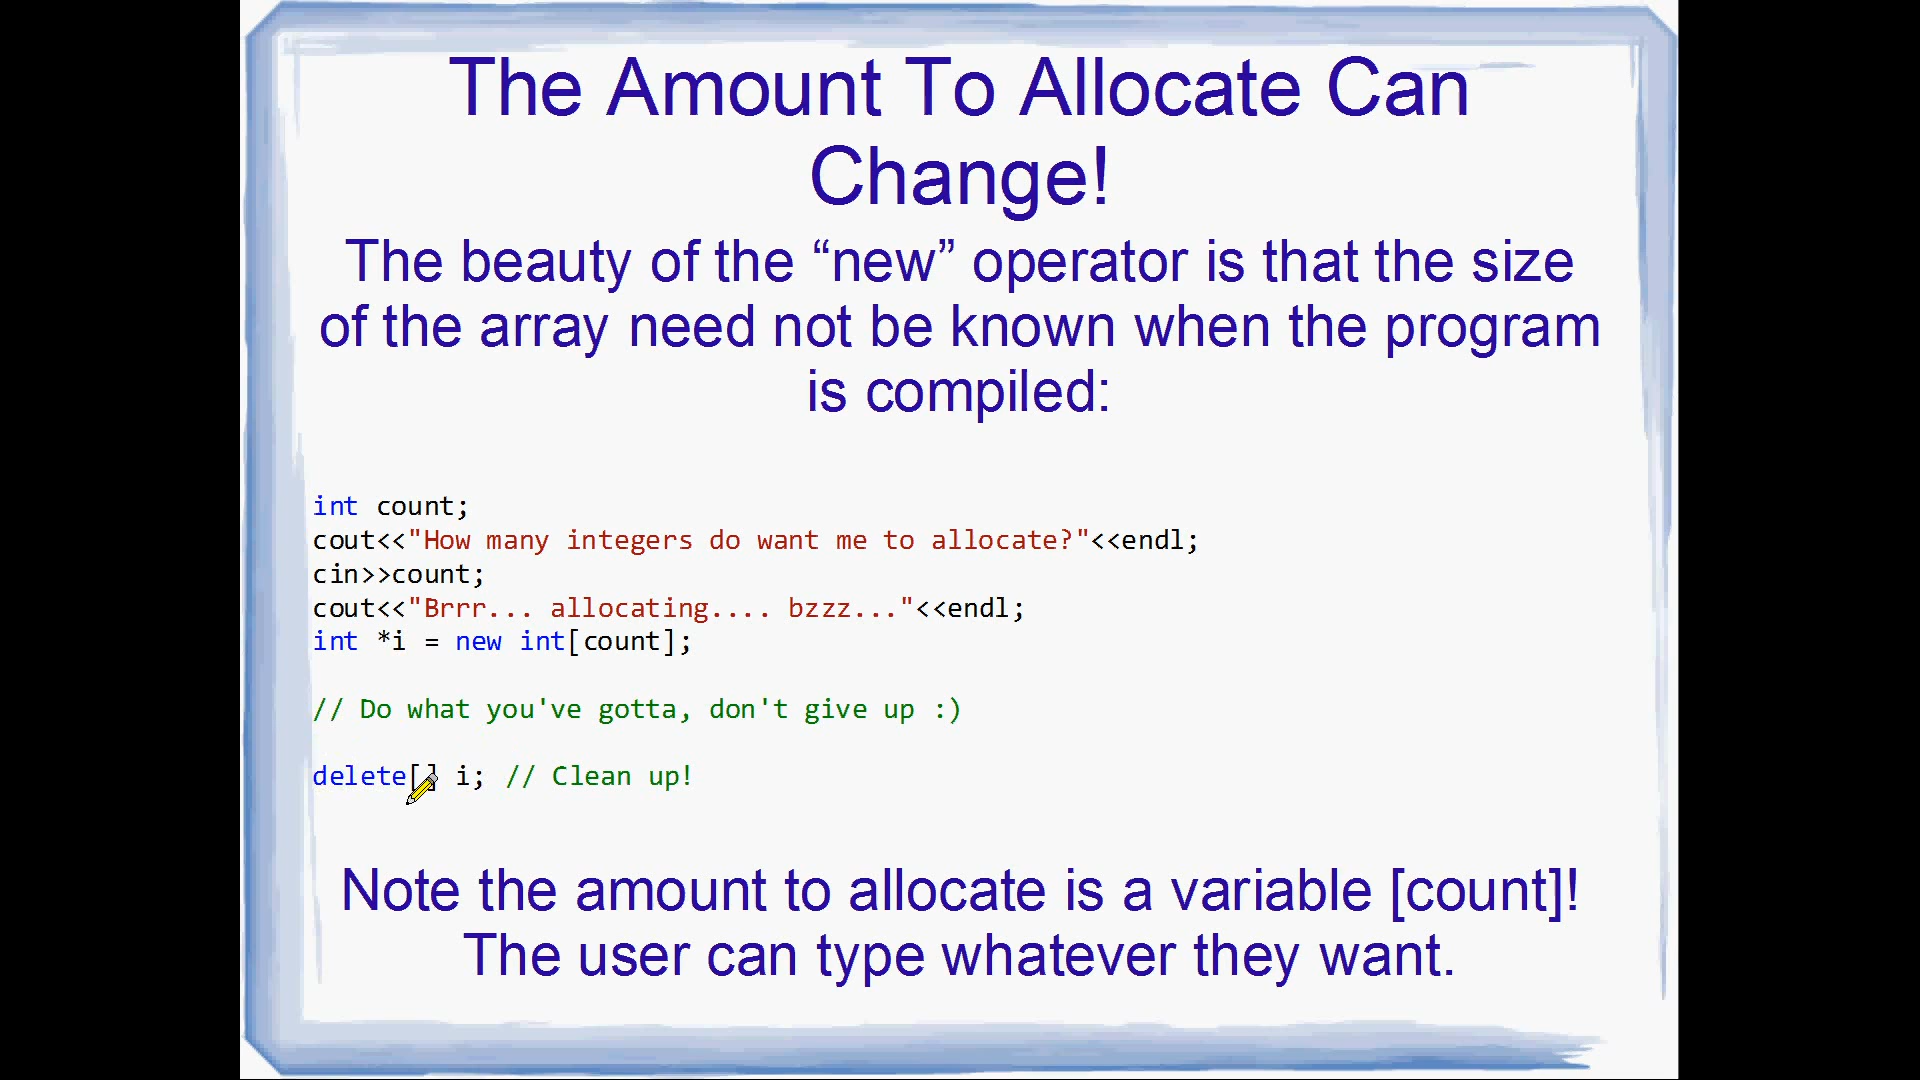 The Amount To Allocate Can
Change!
The beauty of the “new” operator is that the size
of the array need not be known when the program
is compiled:
int count;
cout<<"How many integers do want me to allocate?"<<endl;
cin>>count;
cout<<"Brrr... allocating.... bzzz..."<<endl;
int *i = new int[count];
// Do what you've gotta, don't give up :)
delete[] i; // Clean up!
Note the amount to allocate is a variable [count]!
The user can type whatever they want.